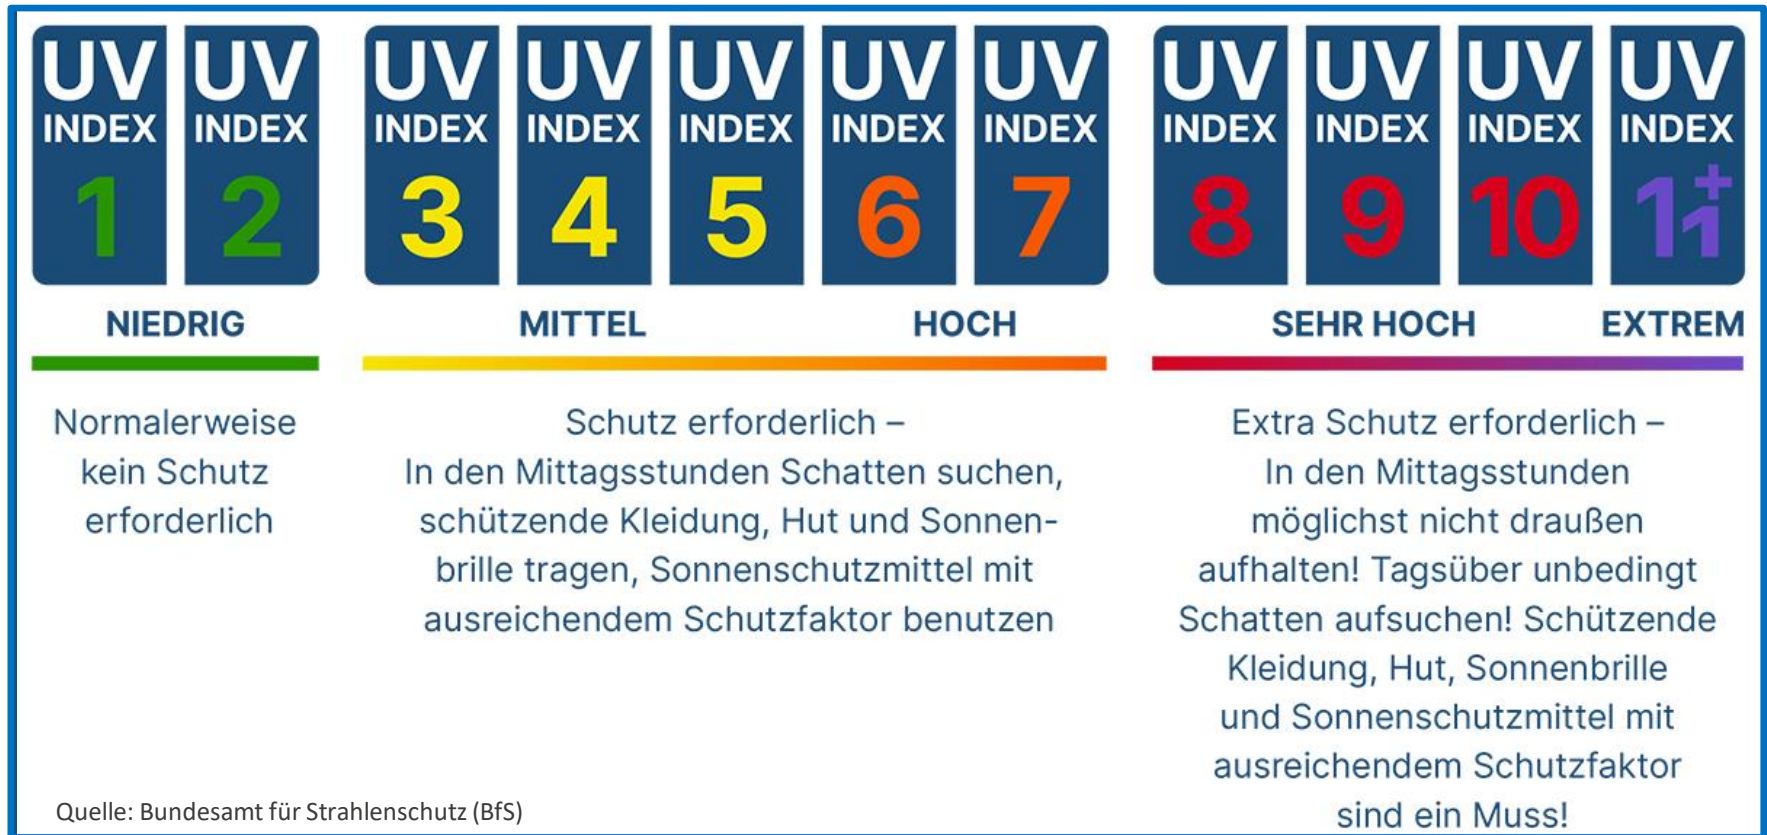 UV UV UV UV UV UV UV UV UV UV UV
INDEX INDEX INDEX INDEX INDEX INDEX INDEX INDEX INDEX INDEX INDEX
1 2 3 4 5 6 7 8 9 10 11+
NIEDRIG MITTEL HOCH SEHR HOCH EXTREM
Normalerweise
kein Schutz
erforderlich
Schutz erforderlich –
In den Mittagsstunden Schatten suchen,
schützende Kleidung, Hut und Sonnen-
brille tragen, Sonnenschutzmittel mit
ausreichendem Schutzfaktor benutzen
Extra Schutz erforderlich –
In den Mittagsstunden
möglichst nicht draußen
aufhalten! Tagsüber unbedingt
Schatten aufsuchen! Schützende
Kleidung, Hut, Sonnenbrille
und Sonnenschutzmittel mit
ausreichendem Schutzfaktor
sind ein Muss!
Quelle: Bundesamt für Strahlenschutz (BfS)